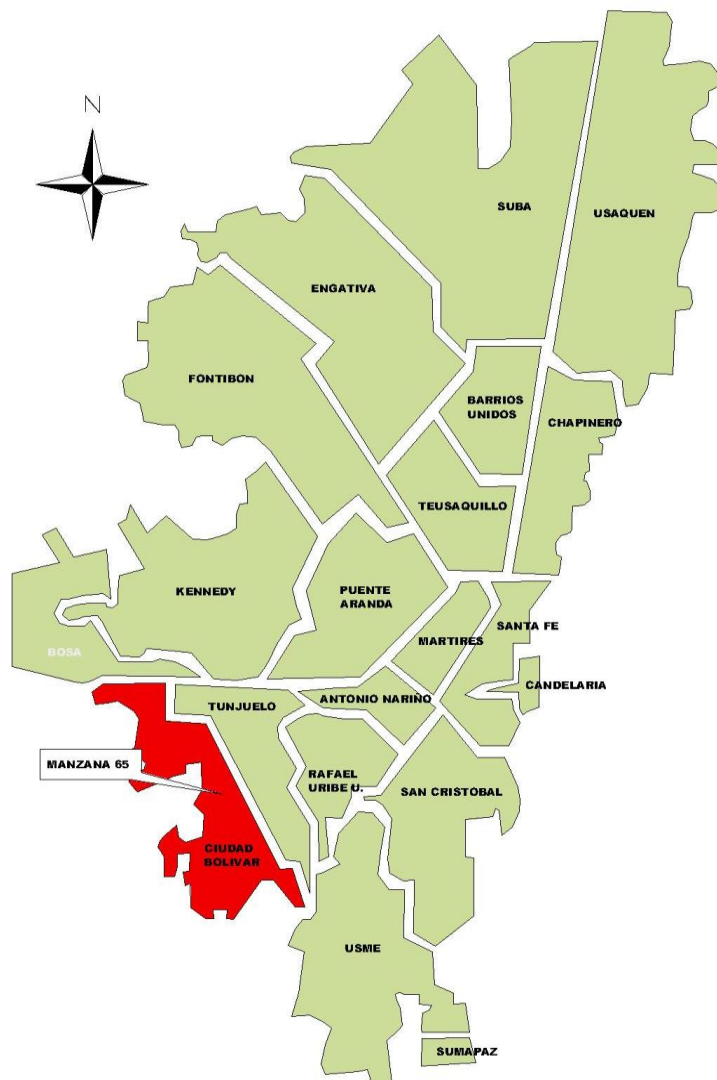 N
SUBA
USAQUEN
ENGATIVA
FONTIBON
BARRIOS
UNIDOS
CHAPINERO
TEUSAQUILLO
KENNEDY
PUENTE
ARANDA
SANTA FE
MARTIRES
BOSA
CANDELARIA
TUNJUELO
ANTONIO NARIÑO
MANZANA 65
RAFAEL
URIBE U.
SAN CRISTOBAL
CIUDAD
BOLIVAR
USME
SUMAPAZ